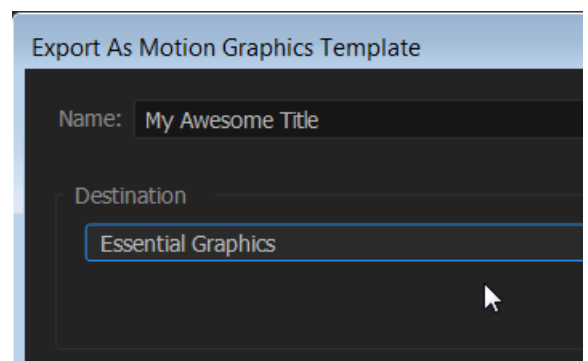 Export As Motion Graphics Template
Name: My Awesome Title
Destination
Essential Graphics